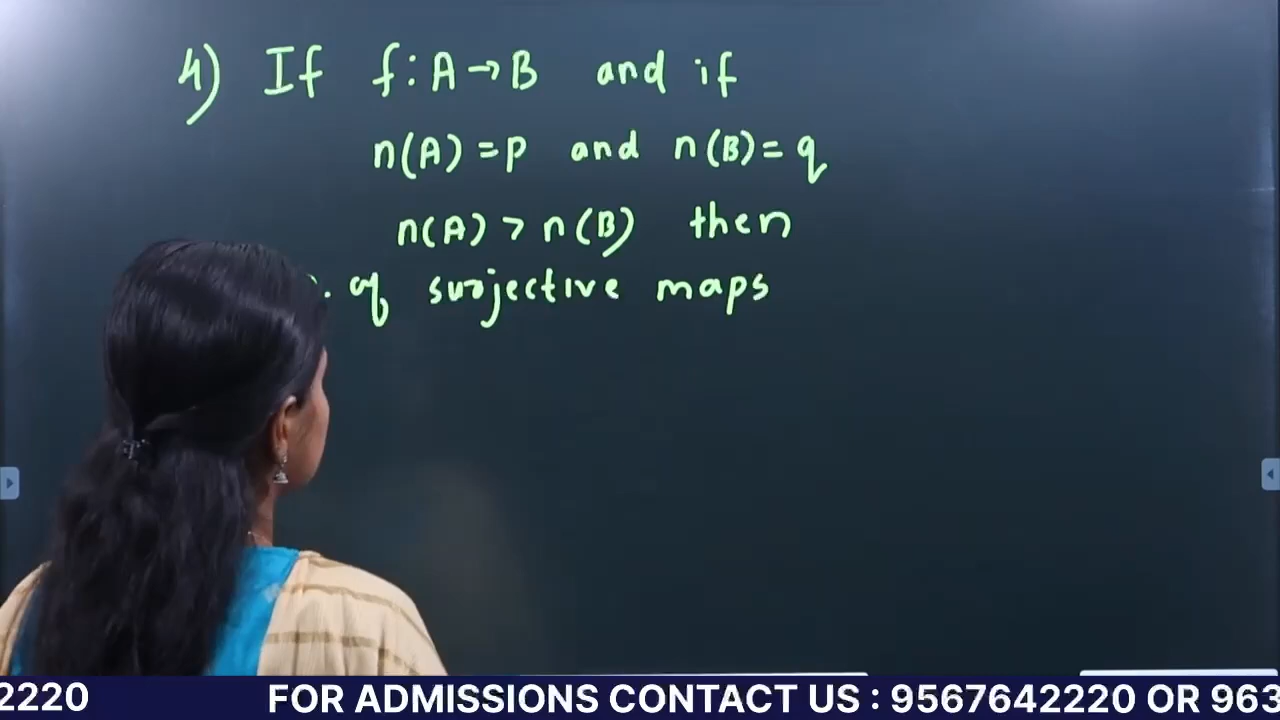 4) If f: A → B and if
n(A) = p and n(B) = q
n(A) > n(B) then
. of surjective maps
2220 FOR ADMISSIONS CONTACT US : 9567642220 OR 963